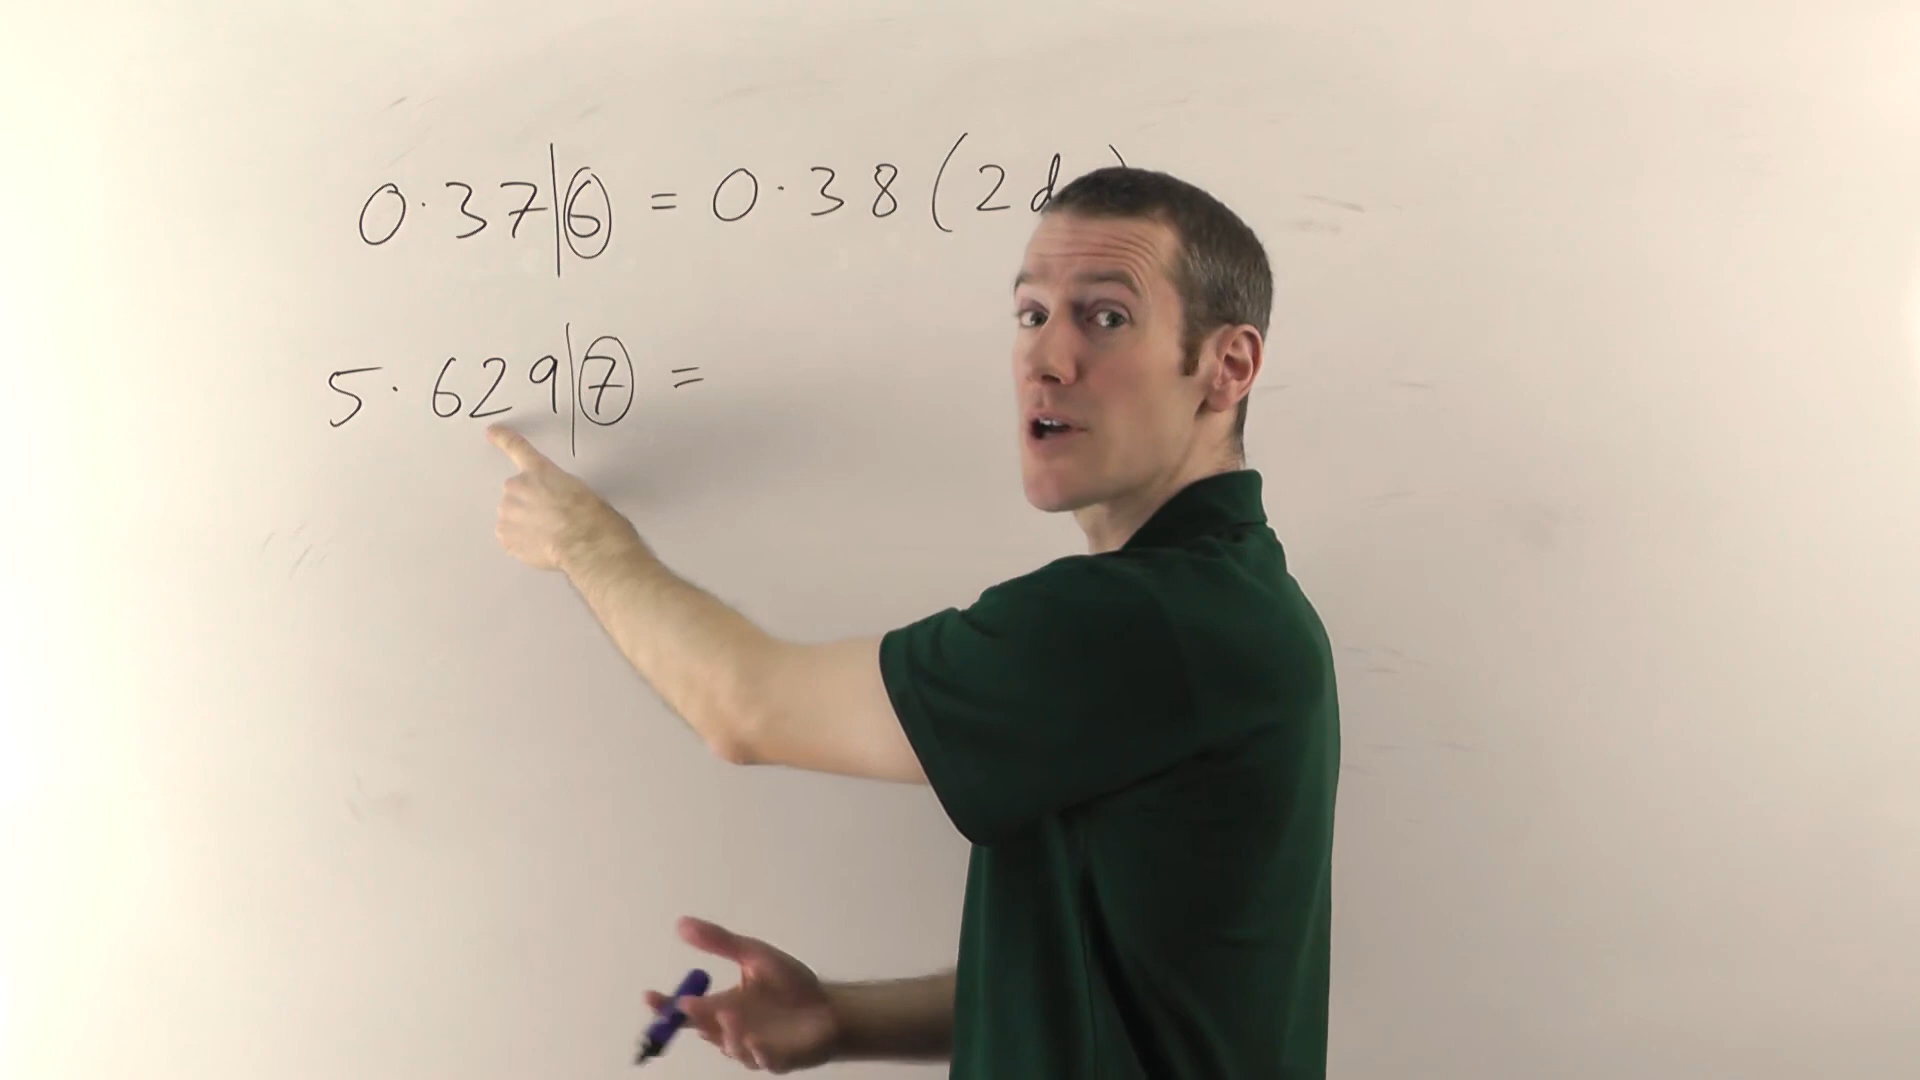 0.37|6 = 0.38 (2d
5.629|7 =